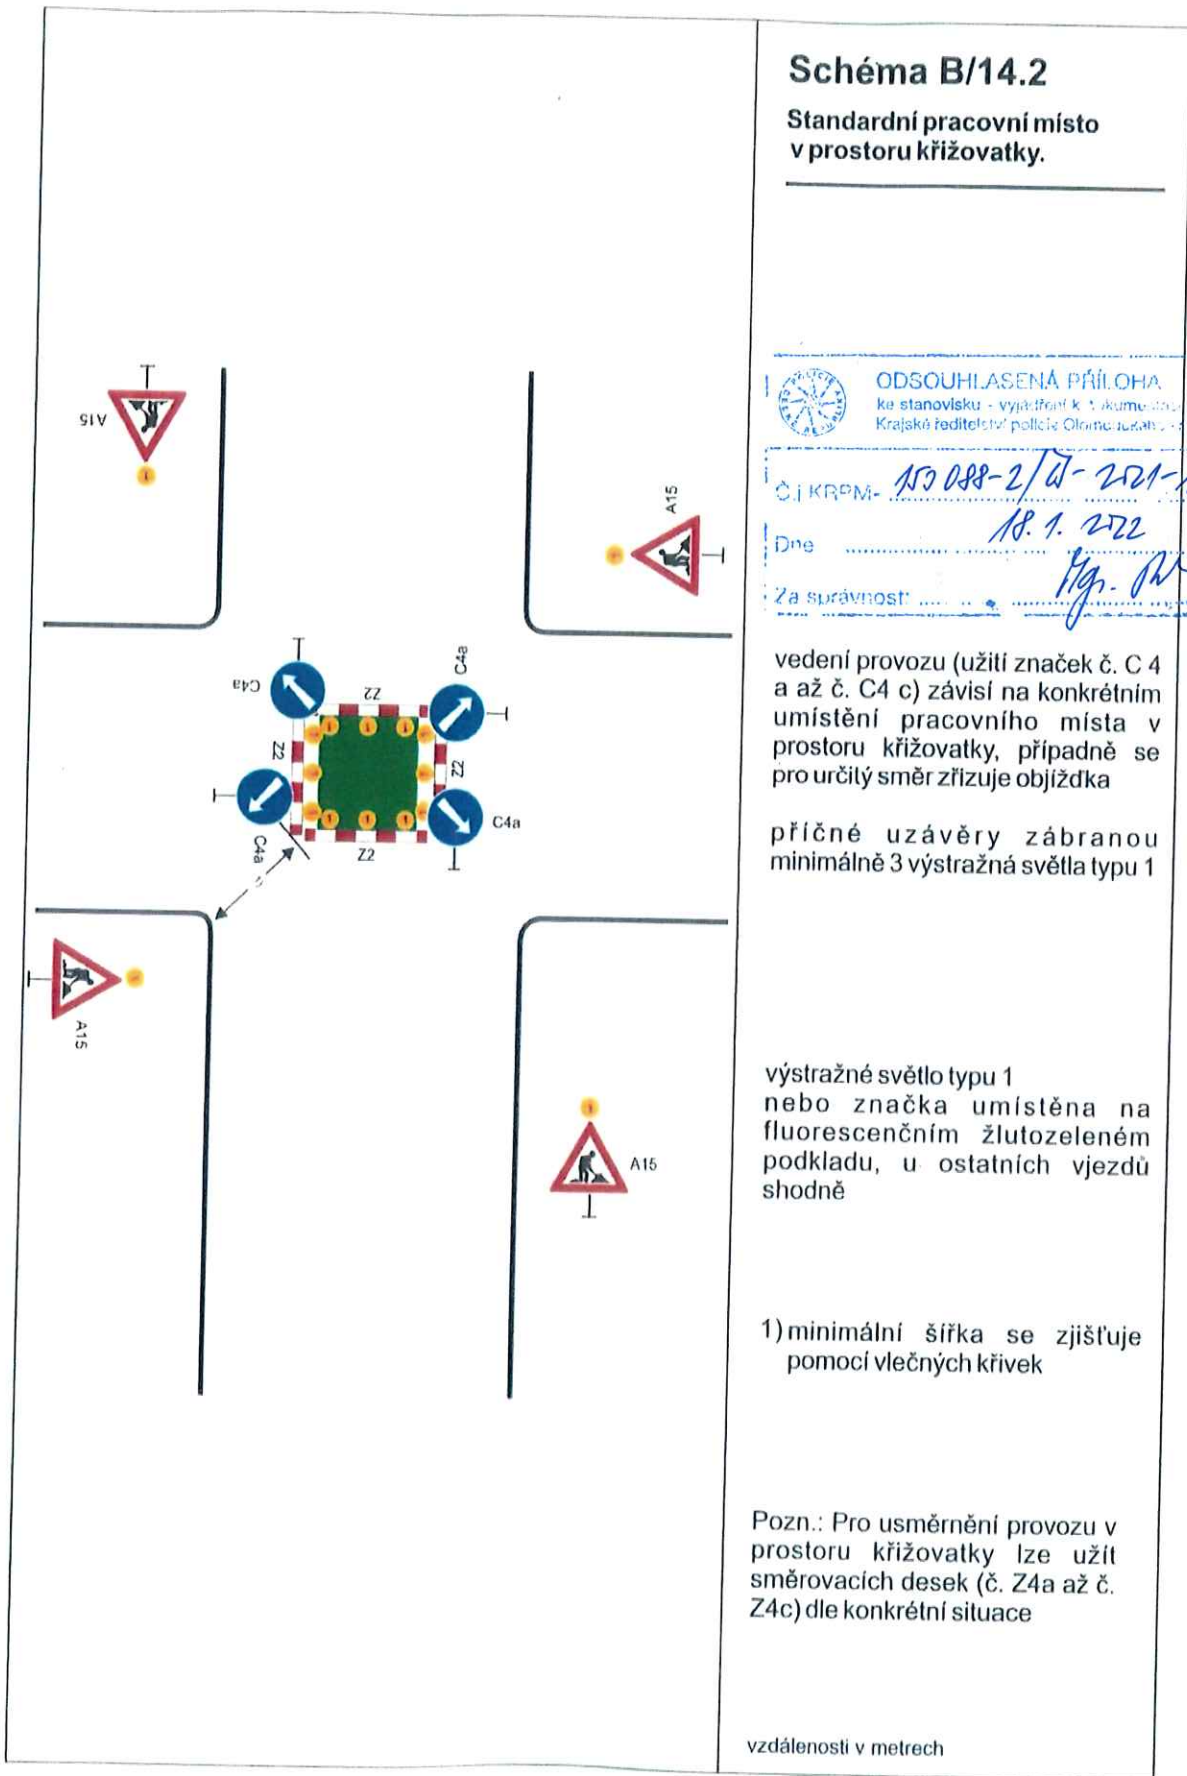 Schéma B/14.2
Standardní pracovní místo
v prostoru křižovatky.
ODSOUHLASENÁ PŘÍLOHA
ke stanovisku - vyjádření k
Krajské ředitelství policie
Č.j KRPM-
18. 1. 2022
Dne
Za správnost:
Mgr.
vedení provozu (užití značek č. C 4
a až č. C4 c) závisí na konkrétním
umístění pracovního místa v
prostoru křižovatky, případně se
pro určitý směr zřizuje objížďka
příčné uzávěry zábranou
minimálně 3 výstražná světla typu 1
výstražné světlo typu 1
nebo značka umístěna na
fluorescenčním žlutozeleném
podkladu, u ostatních vjezdů
shodně
1) minimální šířka se zjišťuje
pomocí vlečných křivek
Pozn.: Pro usměrnění provozu v
prostoru křižovatky lze užít
směrovacích desek (č. Z4a až č.
Z4c) dle konkrétní situace
vzdálenosti v metrech
A15
A15
C4a
C4a
Z2
Z2
Z2
C4a
C4a
Z2
A15
A15